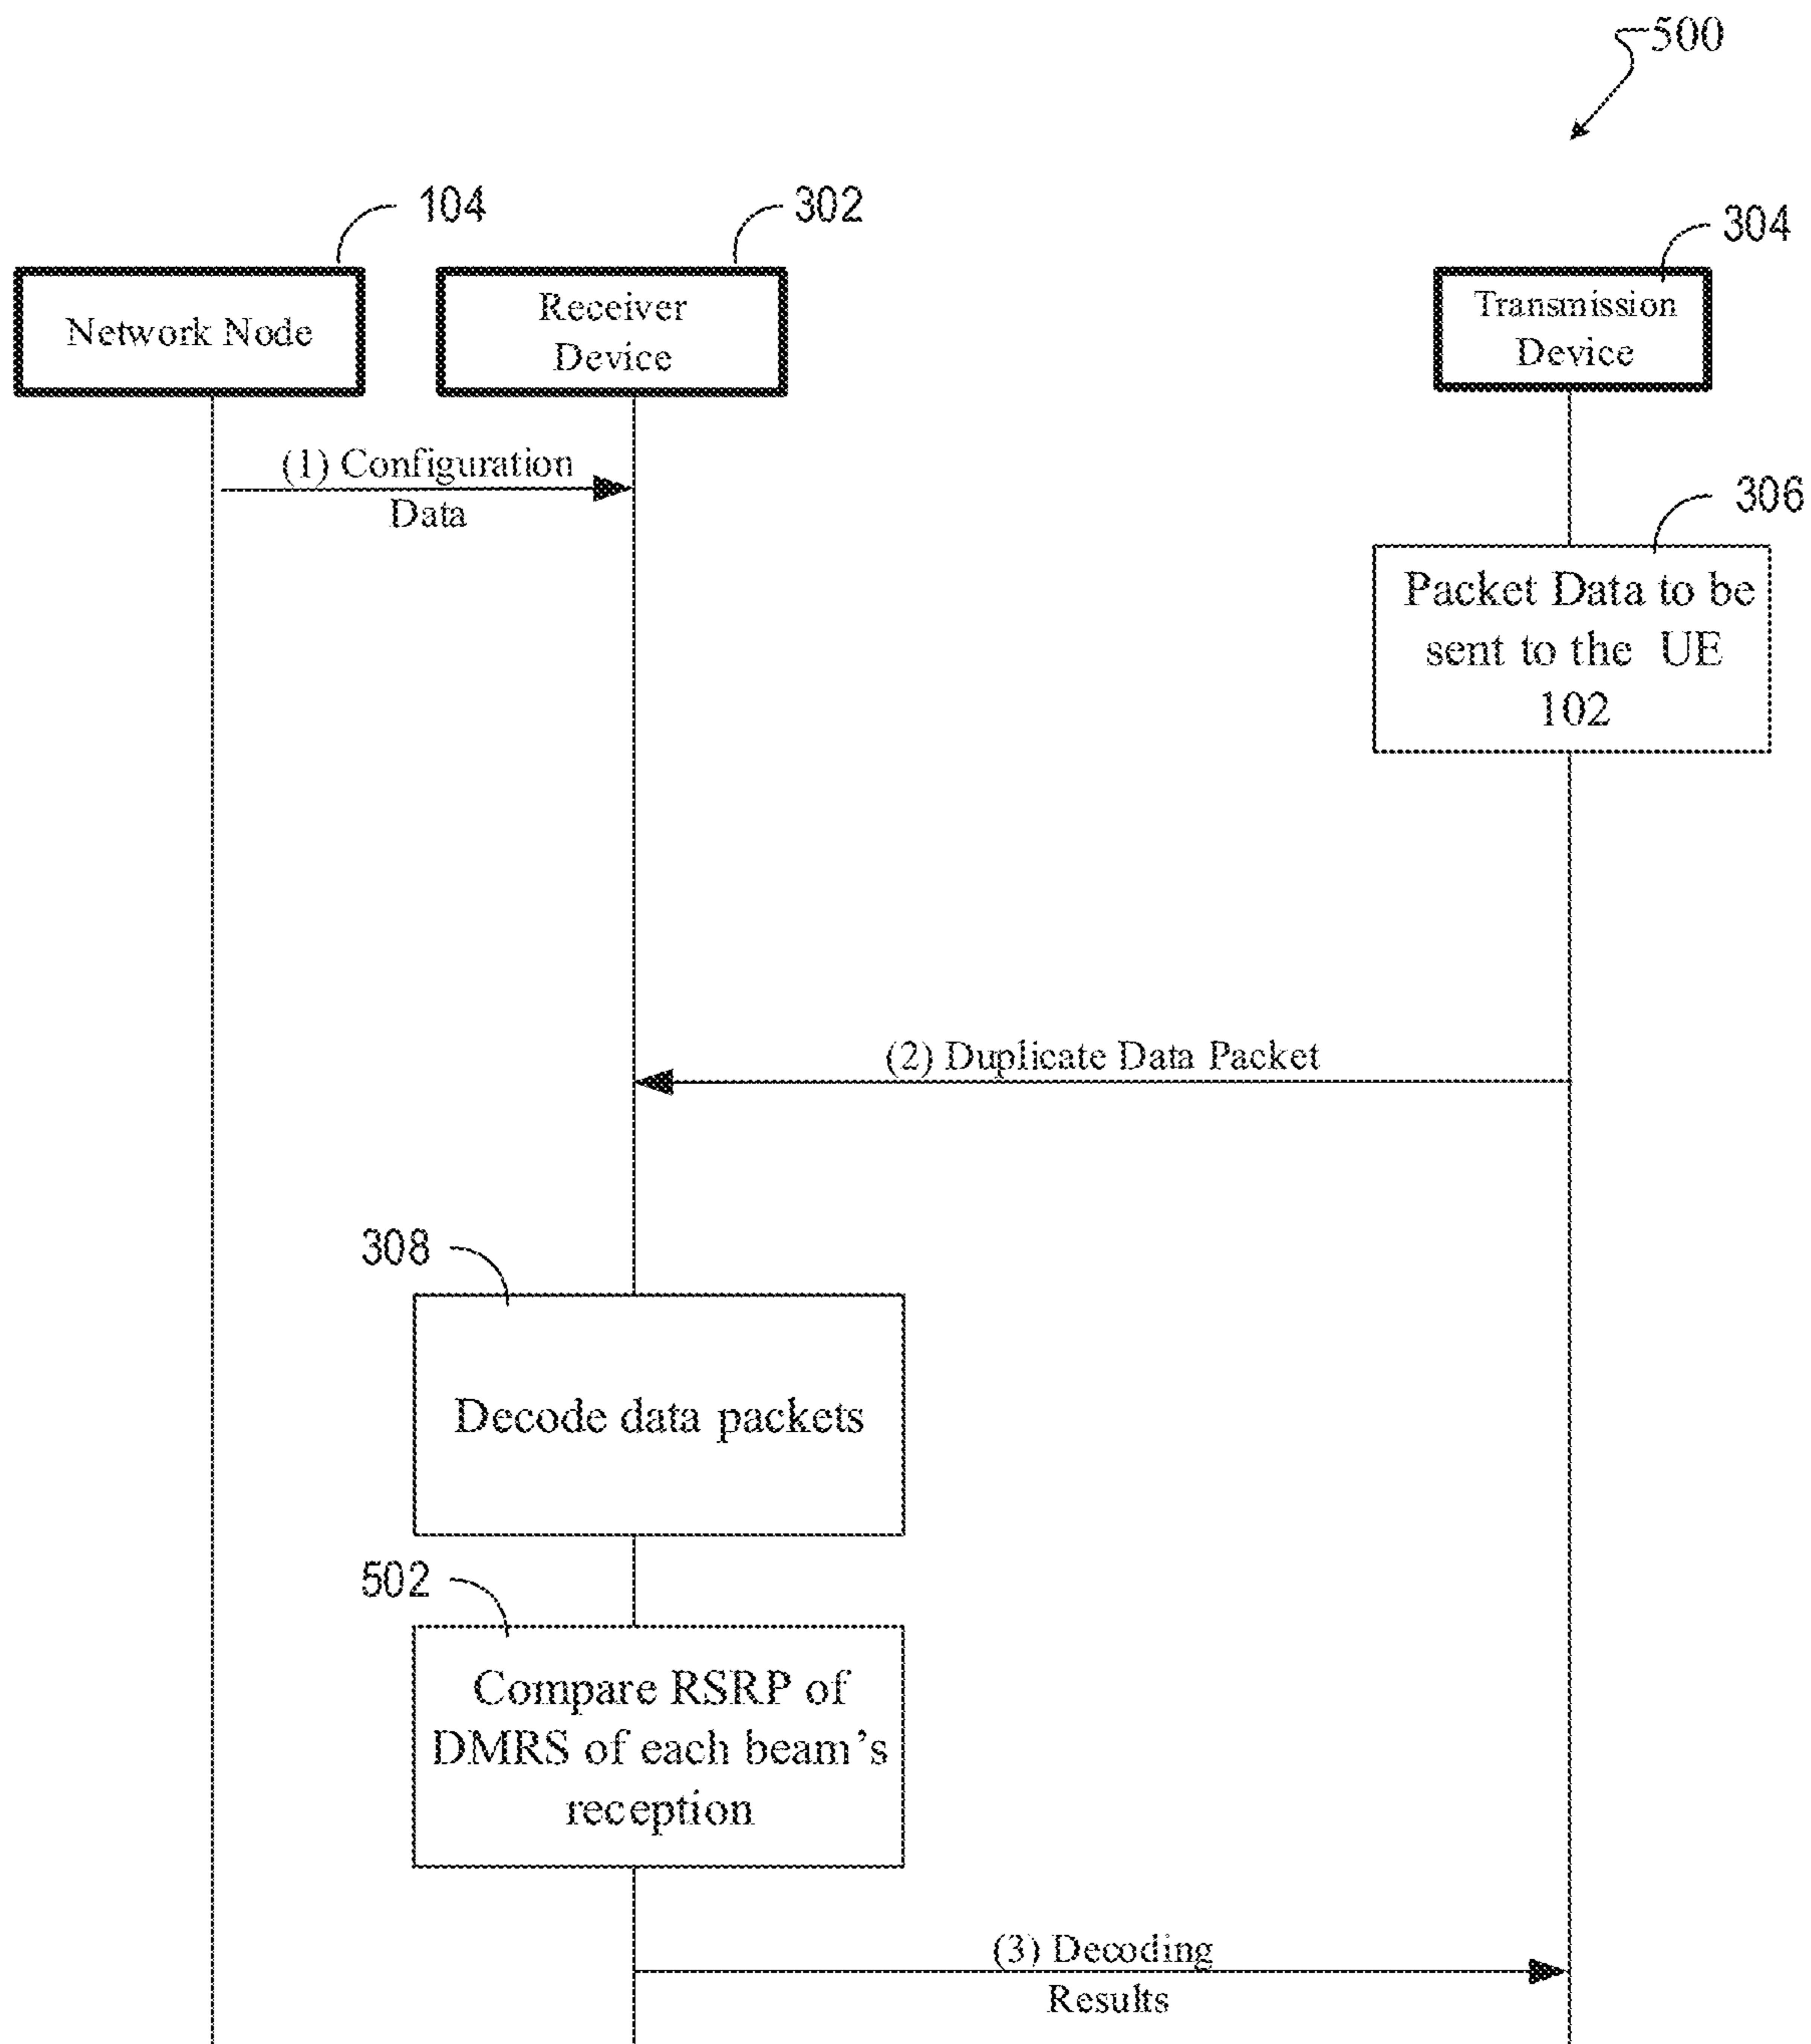 500
104
302
304
Network Node
Receiver
Device
Transmission
Device
(1) Configuration
Data
306
Packet Data to be
sent to the UE
102
(2) Duplicate Data Packet
308
Decode data packets
502
Compare RSRP of
DMRS of each beam's
reception
(3) Decoding
Results